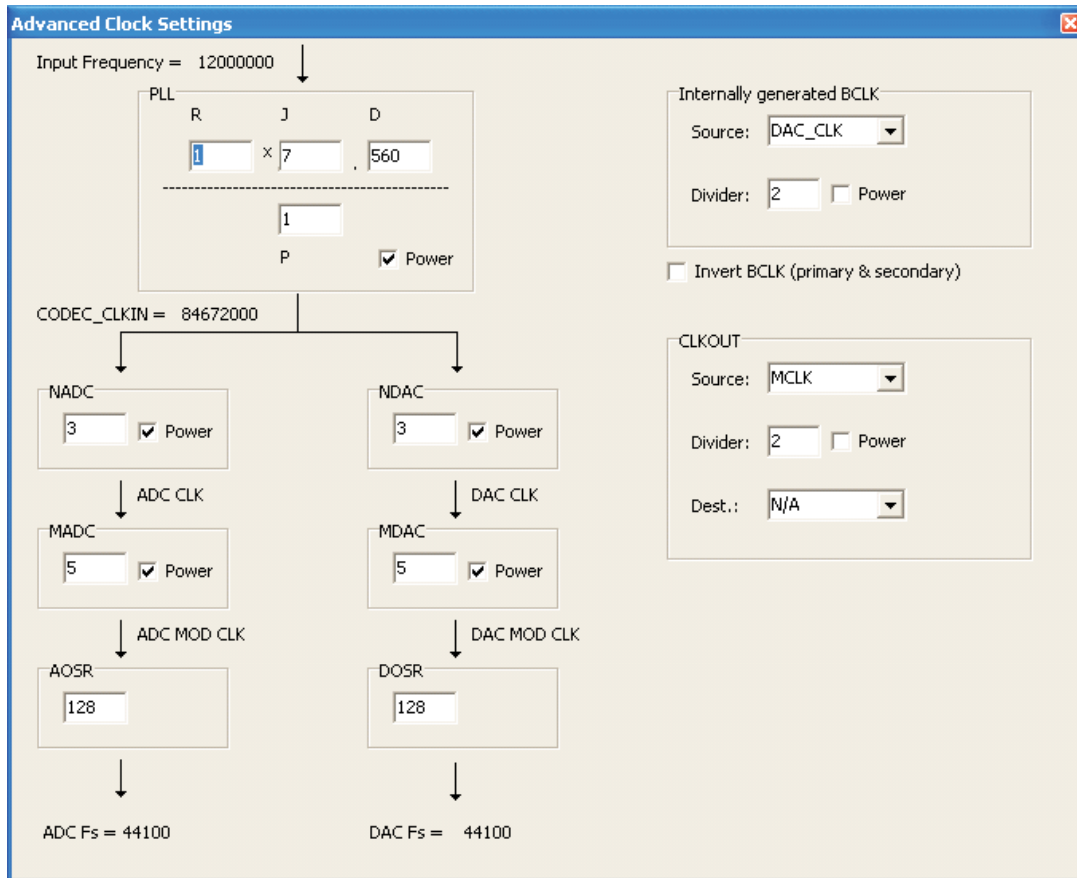 Advanced Clock Settings
Input Frequency = 12000000
PLL
R J D
1 x 7 . 560
1
P Power
CODEC_CLKIN = 84672000
NADC
3 Power
NDAC
3 Power
ADC CLK
DAC CLK
MADC
5 Power
MDAC
5 Power
ADC MOD CLK
DAC MOD CLK
AOSR
128
DOSR
128
ADC Fs = 44100
DAC Fs = 44100
Internally generated BCLK
Source: DAC_CLK
Divider: 2 Power
Invert BCLK (primary & secondary)
CLKOUT
Source: MCLK
Divider: 2 Power
Dest.: N/A